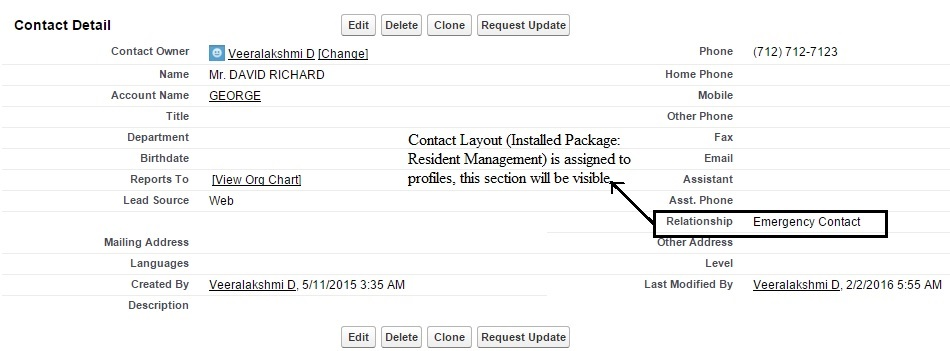 Contact Detail
Edit Delete Clone Request Update
Contact Owner Veeralakshmi D [Change] Phone (712) 712-7123
Name Mr. DAVID RICHARD Home Phone
Account Name GEORGE Mobile
Title Other Phone
Department Fax
Birthdate Email
Reports To [View Org Chart] Assistant
Lead Source Web Asst. Phone
Contact Layout (Installed Package:
Resident Management) is assigned to
profiles, this section will be visible.
Relationship Emergency Contact
Mailing Address Other Address
Languages Level
Created By Veeralakshmi D, 5/11/2015 3:35 AM Last Modified By Veeralakshmi D, 2/2/2016 5:55 AM
Description
Edit Delete Clone Request Update